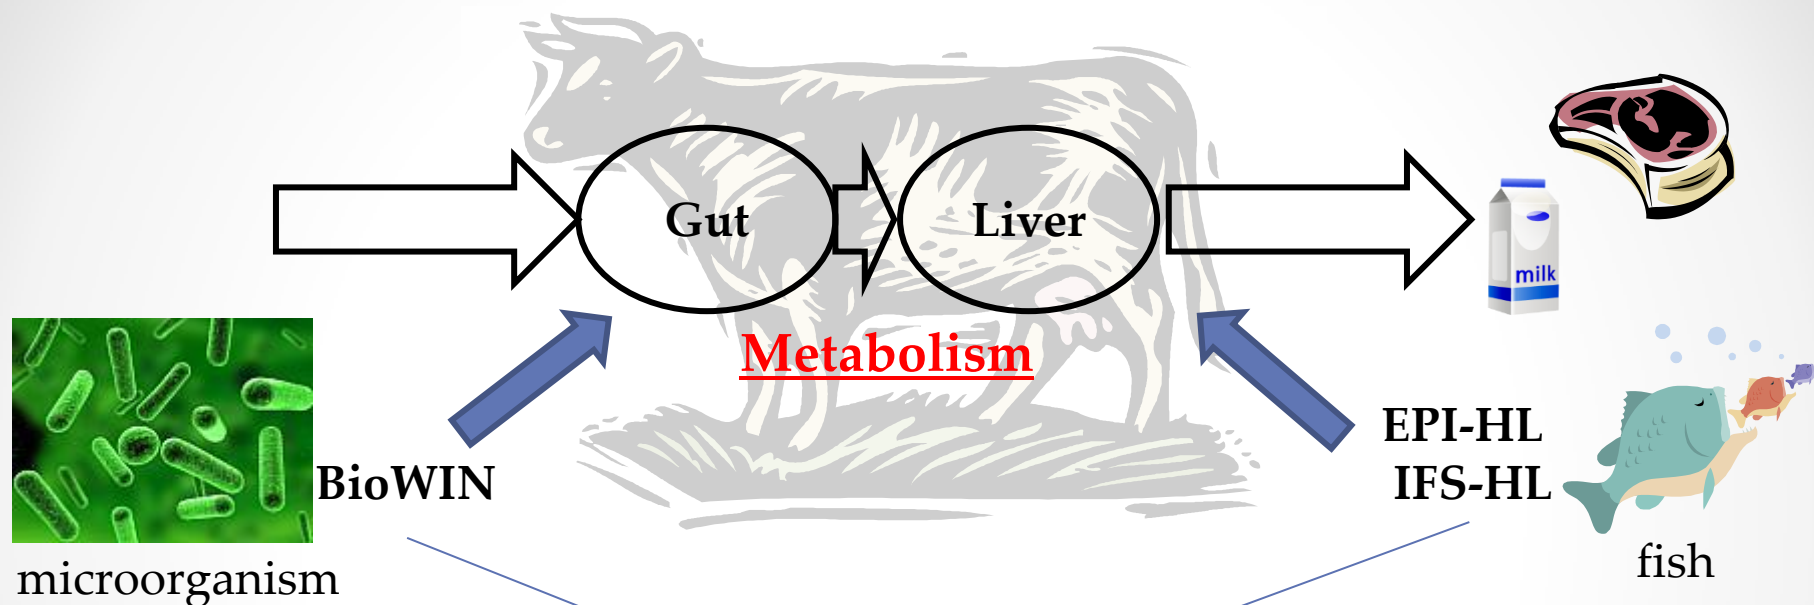 Gut
Liver
milk
Metabolism
BioWIN
EPI-HL
IFS-HL
microorganism
fish